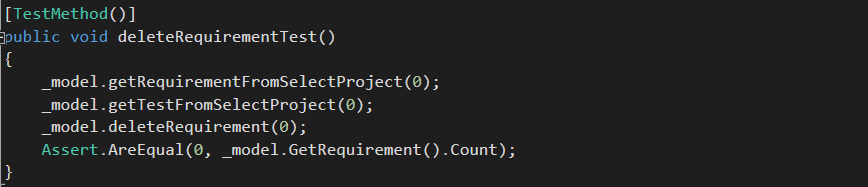 [TestMethod()]
public void deleteRequirementTest()
{
    _model.getRequirementFromSelectProject(0);
    _model.getTestFromSelectProject(0);
    _model.deleteRequirement(0);
    Assert.AreEqual(0, _model.GetRequirement().Count);
}